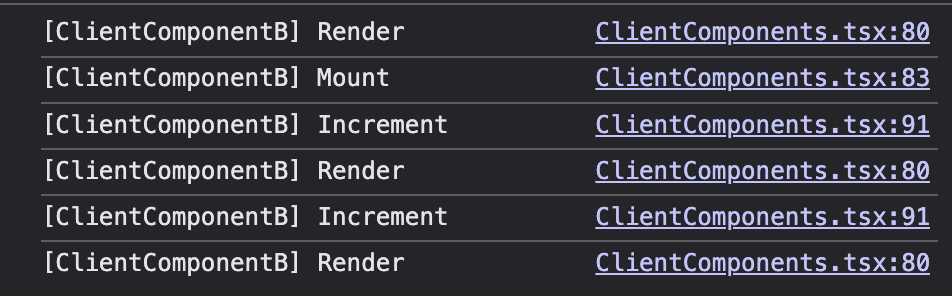 [ClientComponentB] Render ClientComponents.tsx:80
[ClientComponentB] Mount ClientComponents.tsx:83
[ClientComponentB] Increment ClientComponents.tsx:91
[ClientComponentB] Render ClientComponents.tsx:80
[ClientComponentB] Increment ClientComponents.tsx:91
[ClientComponentB] Render ClientComponents.tsx:80